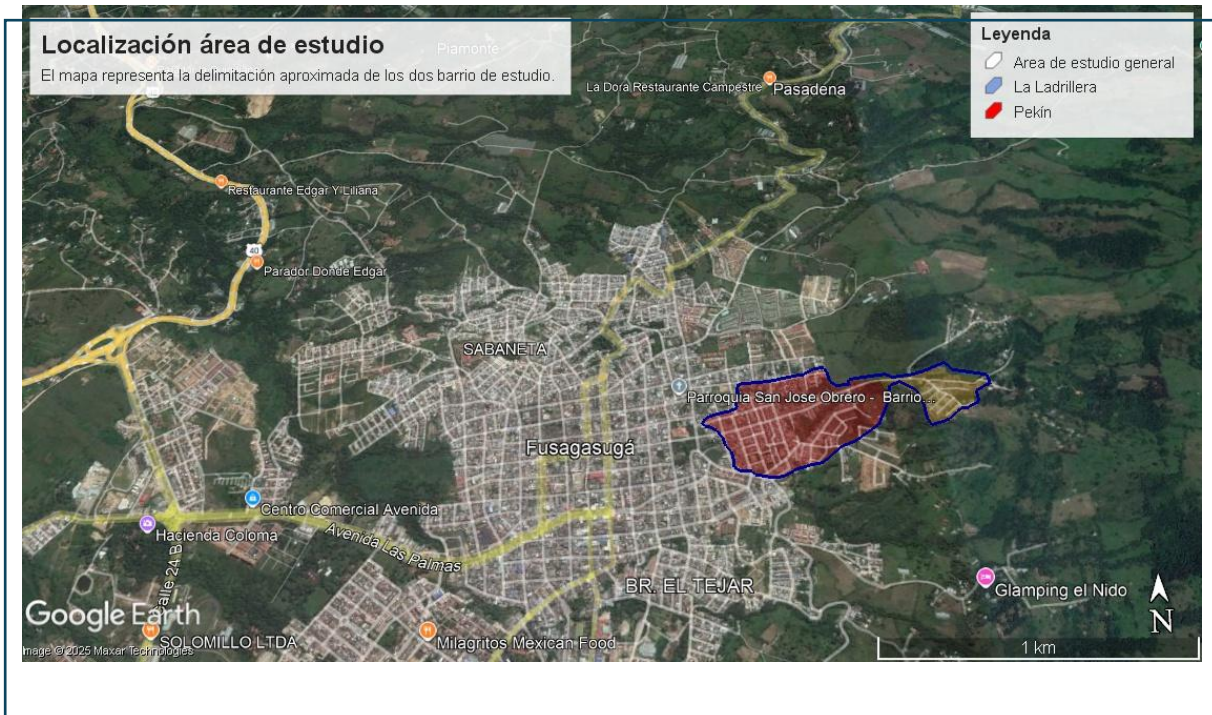 Localización área de estudio
El mapa representa la delimitación aproximada de los dos barrio de estudio.
Piamonte
Leyenda
Area de estudio general
La Ladrillera
Pekín
La Dora Restaurante Campestre
Pasadena
Restaurante Edgar Y Liliana
40
Parador Donde Edgar
SABANETA
Parroquia San Jose Obrero - Barrio...
Fusagasugá
Centro Comercial Avenida
Hacienda Coloma
Avenida Las Palmas
Calle 24 B
BR. EL TEJAR
Glamping el Nido
Google Earth
SOLOMILLO LTDA
Milagritos Mexican Food
N
1 km
Image © 2025 Maxar Technologies